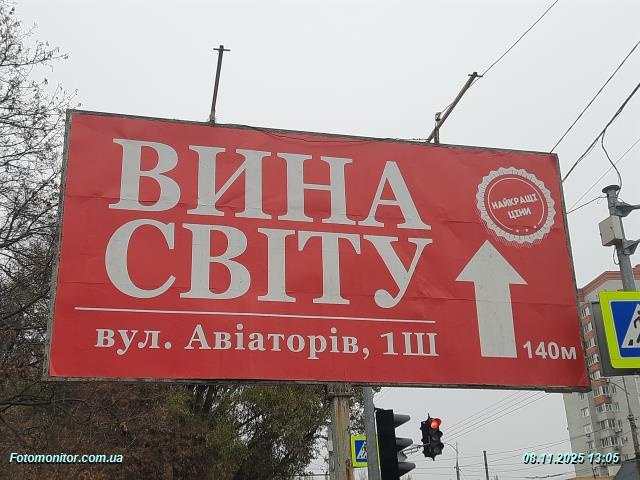 ВИНА
СВІТУ
вул. Авіаторів, 1Ш
НАЙКРАЩІ
ЦІНИ
140м
Fotomonitor.com.ua
08.11.2025 13:05